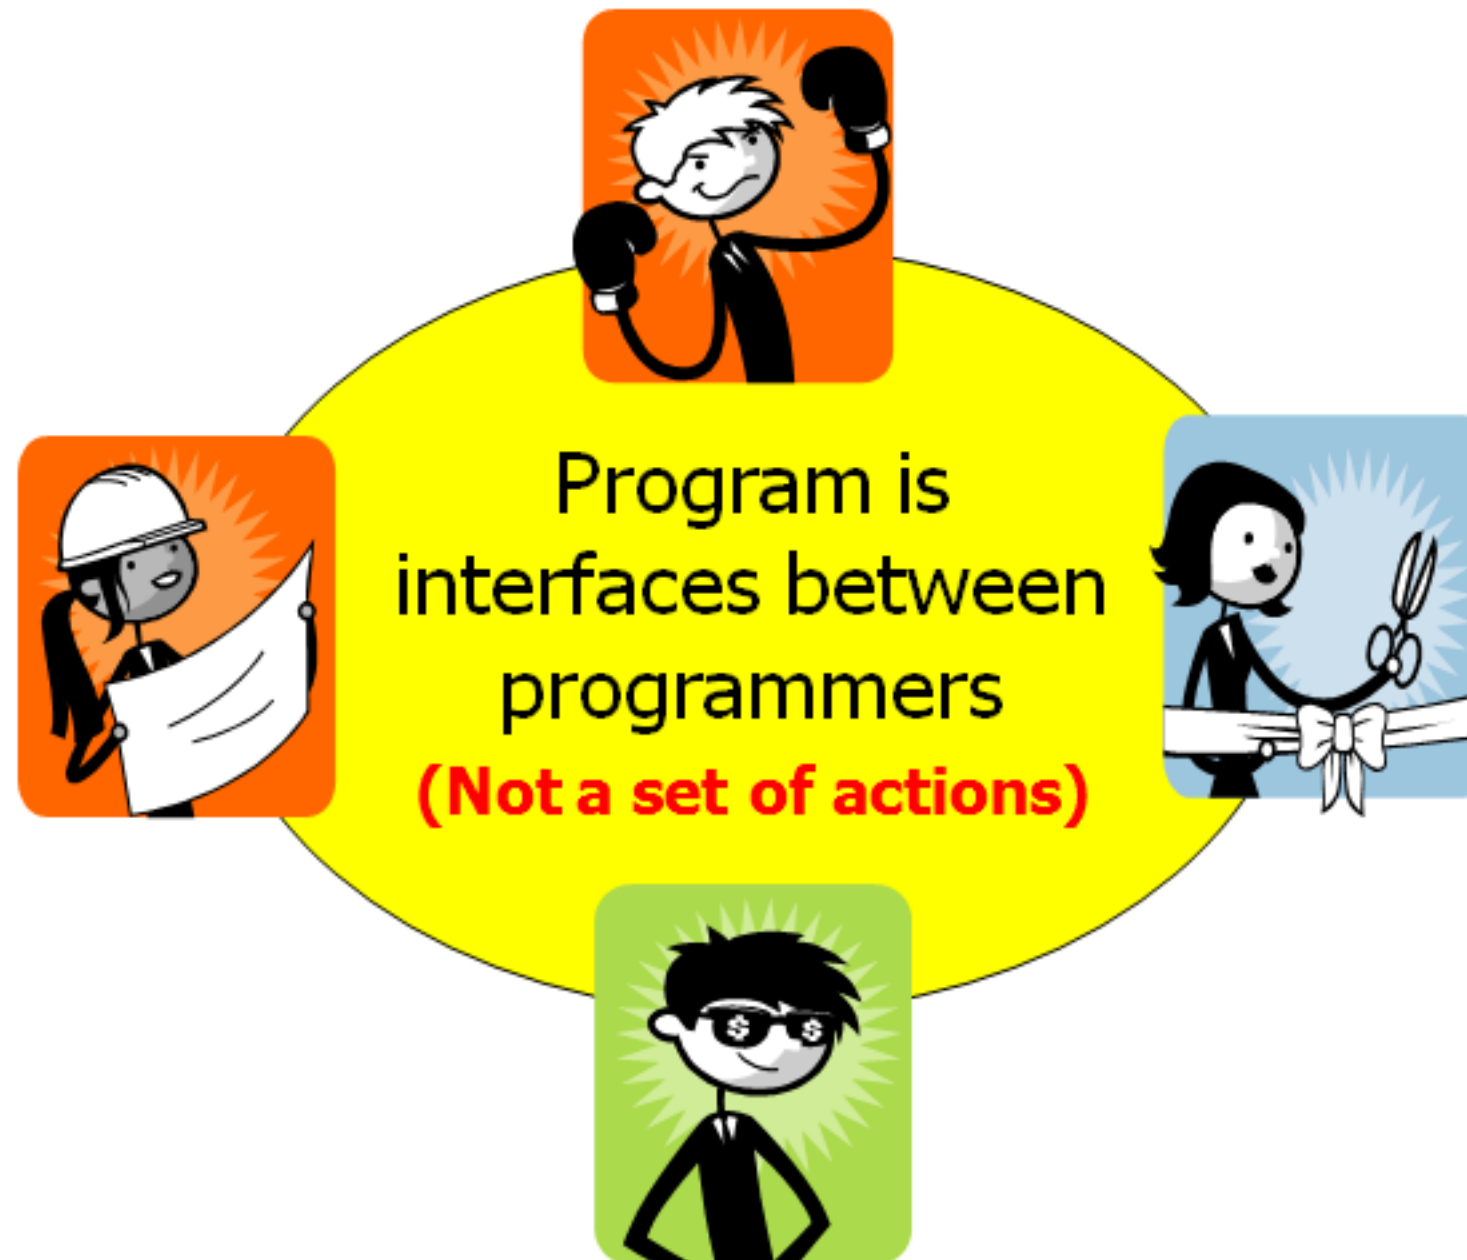 Program is
interfaces between
programmers
(Not a set of actions)
$ $